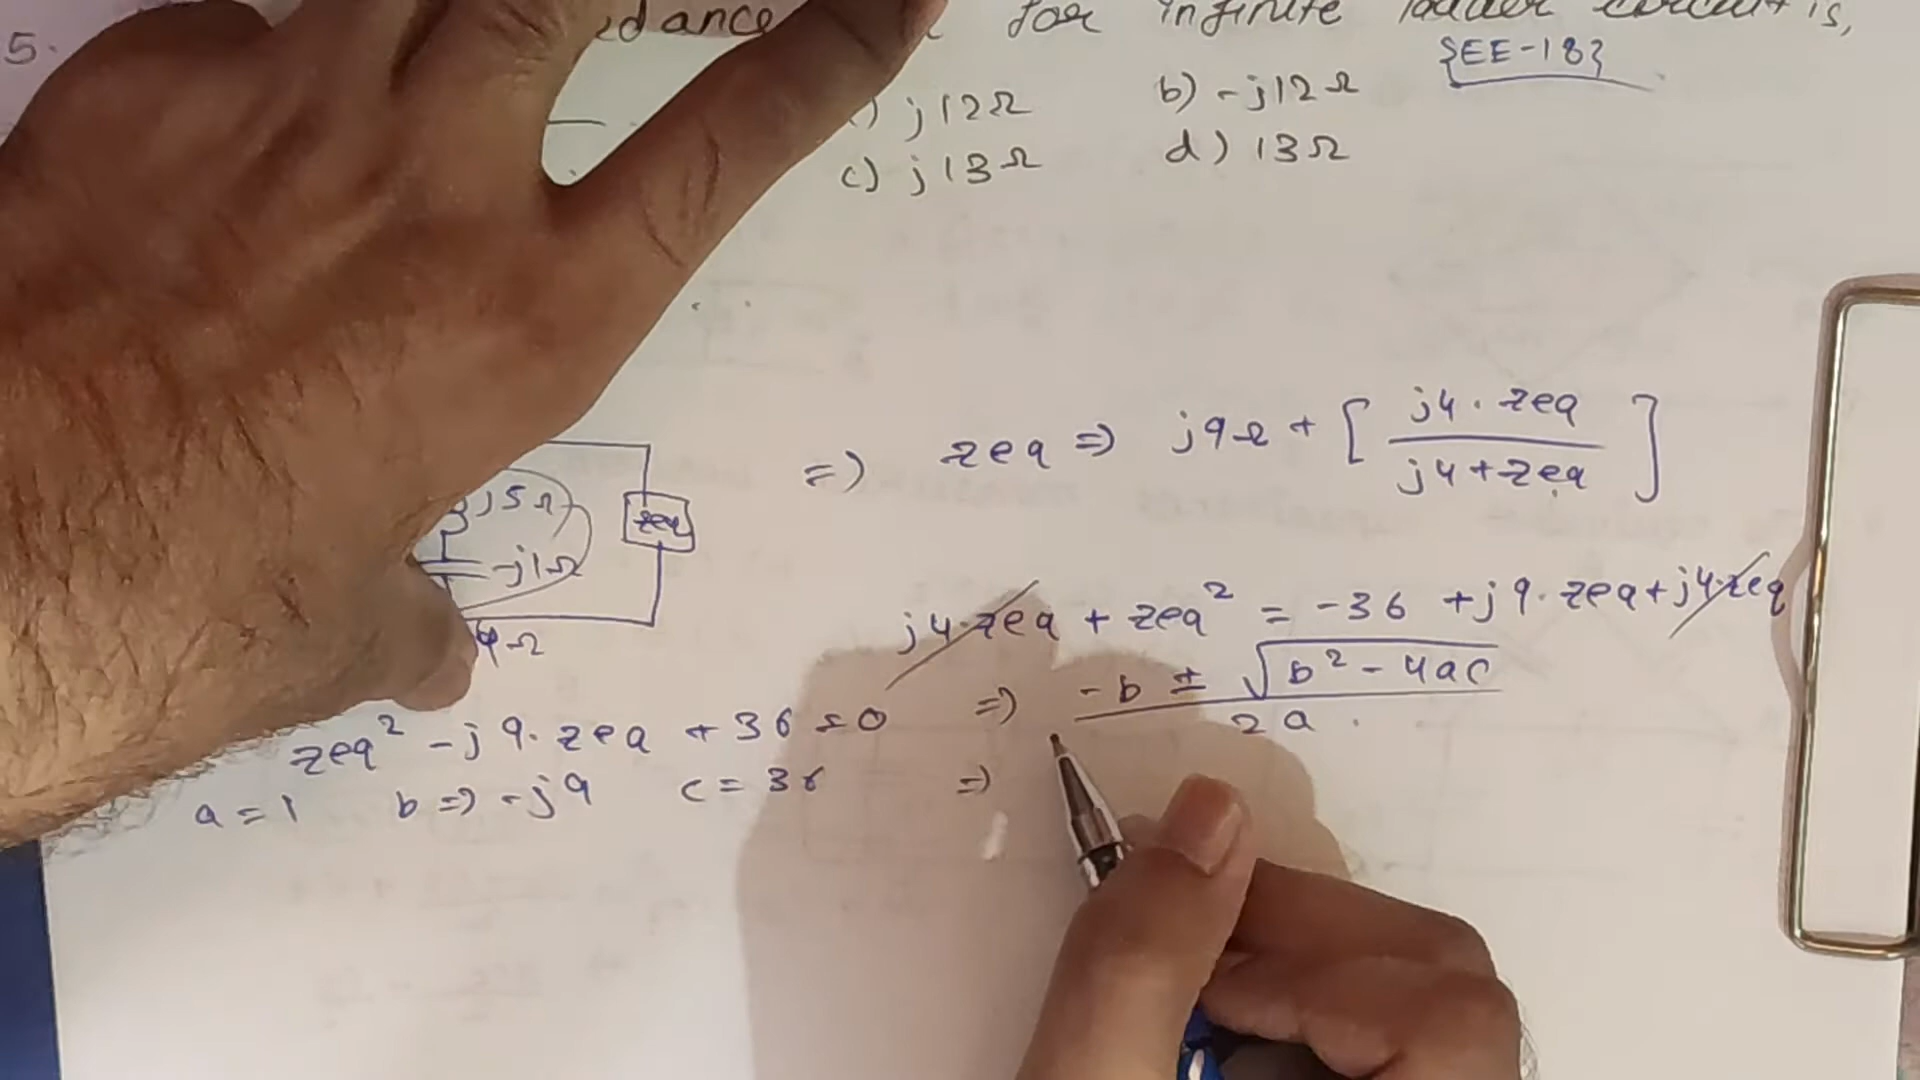 5.
for infinite ladder circuit is,
{EE-18}
j12Ω b) -j12Ω
c) j13Ω d) 13Ω
=) zeq => j9Ω + [ j4 . zeq / j4+zeq ]
j5Ω
zeq
-j1Ω
j4.zeq + zeq² = -36 +j9. zeq+j4.zeq
zeq² - j9. zeq + 36 = 0 => -b ± √b² - 4ac / 2a
a = 1 b => -j9 c = 36 =)